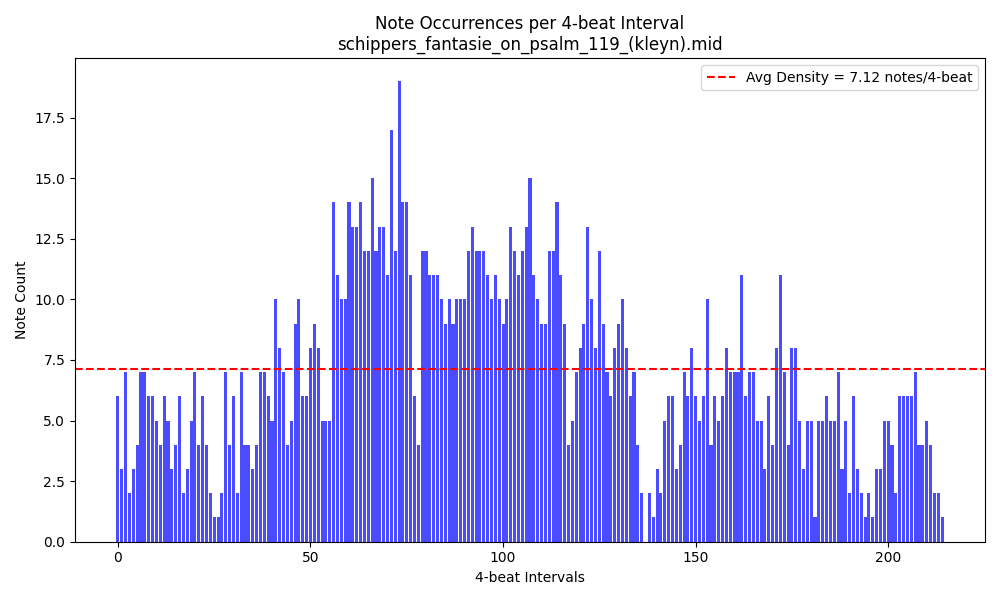 Note Occurrences per 4-beat Interval
schippers_fantasie_on_psalm_119_(kleyn).mid
Avg Density = 7.12 notes/4-beat
Note Count
17.5
15.0
12.5
10.0
7.5
5.0
2.5
0.0
0 50 100 150 200
4-beat Intervals